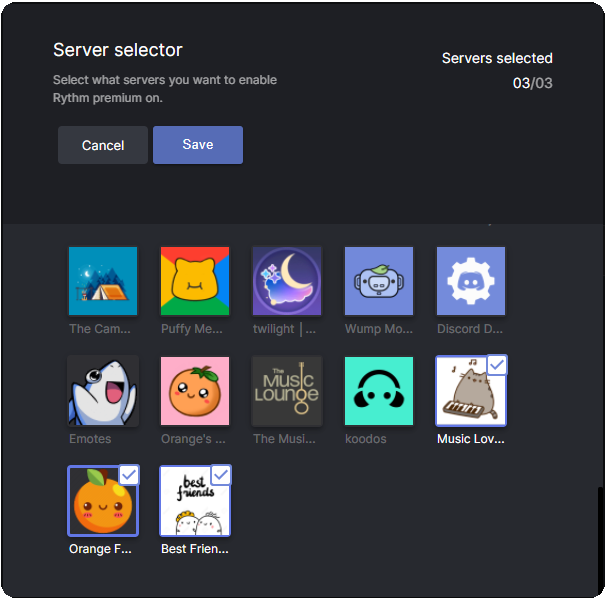 Server selector
Servers selected
Select what servers you want to enable
Rythm premium on.
03/03
Cancel
Save
The Cam...
Puffy Me...
twilight | ...
Wump Mo...
Discord D...
The
Music
Lounge
Emotes
Orange's ...
The Musi...
koodos
Music Lov...
best
friends
Orange F...
Best Frien...